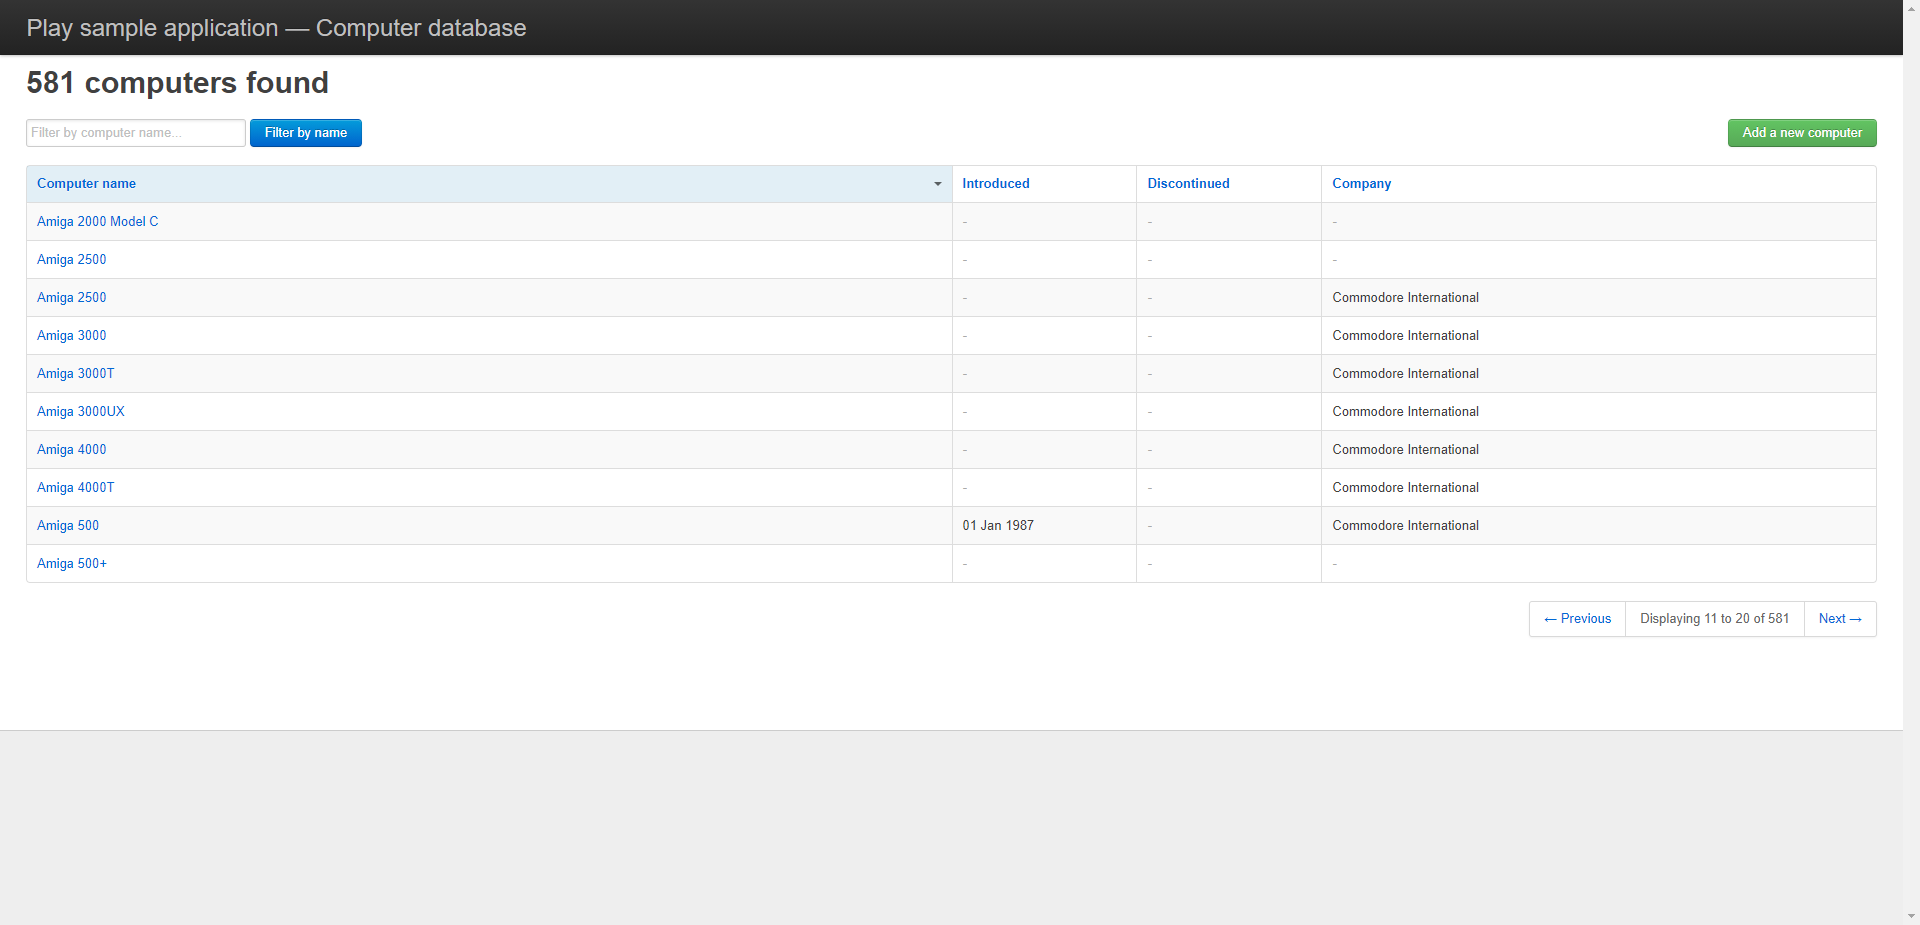 Play sample application — Computer database
581 computers found
Filter by computer name... Filter by name Add a new computer
Computer name Introduced Discontinued Company
Amiga 2000 Model C - - -
Amiga 2500 - - -
Amiga 2500 - - Commodore International
Amiga 3000 - - Commodore International
Amiga 3000T - - Commodore International
Amiga 3000UX - - Commodore International
Amiga 4000 - - Commodore International
Amiga 4000T - - Commodore International
Amiga 500 01 Jan 1987 - Commodore International
Amiga 500+ - - -
← Previous Displaying 11 to 20 of 581 Next →